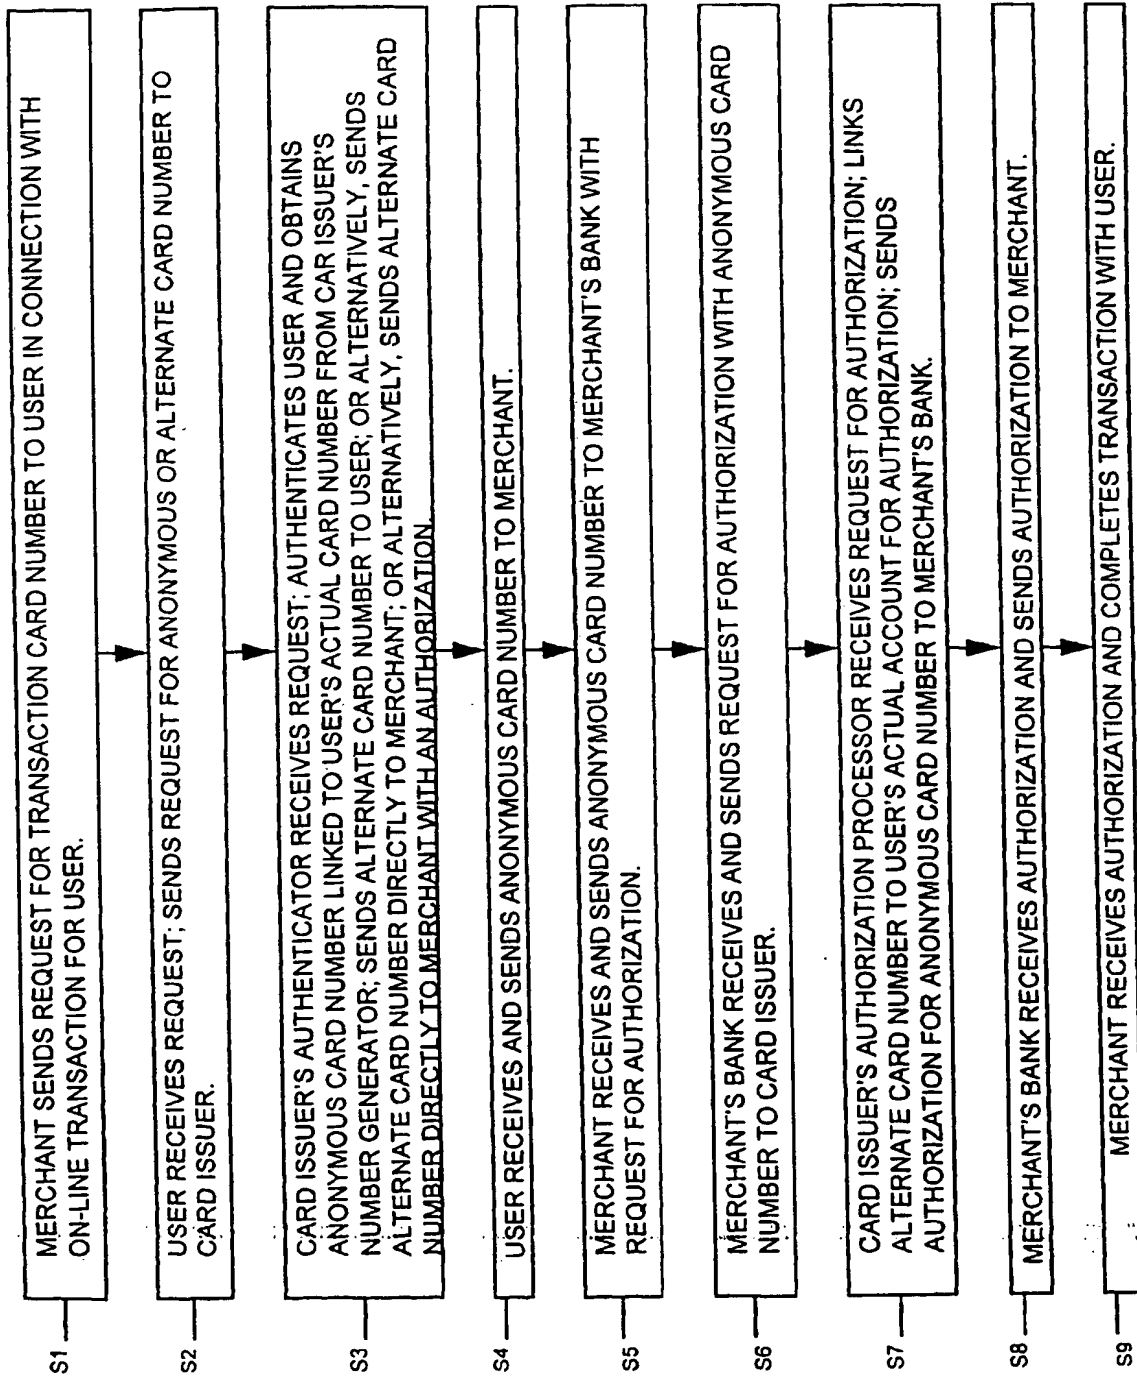 S1
MERCHANT SENDS REQUEST FOR TRANSACTION CARD NUMBER TO USER IN CONNECTION WITH
ON-LINE TRANSACTION FOR USER.
S2
USER RECEIVES REQUEST; SENDS REQUEST FOR ANONYMOUS OR ALTERNATE CARD NUMBER TO
CARD ISSUER.
S3
CARD ISSUER'S AUTHENTICATOR RECEIVES REQUEST; AUTHENTICATES USER AND OBTAINS
ANONYMOUS CARD NUMBER LINKED TO USER'S ACTUAL CARD NUMBER FROM CAR ISSUER'S
NUMBER GENERATOR; SENDS ALTERNATE CARD NUMBER TO USER; OR ALTERNATIVELY, SENDS
ALTERNATE CARD NUMBER DIRECTLY TO MERCHANT; OR ALTERNATIVELY, SENDS ALTERNATE CARD
NUMBER DIRECTLY TO MERCHANT WITH AN AUTHORIZATION.
S4
USER RECEIVES AND SENDS ANONYMOUS CARD NUMBER TO MERCHANT.
S5
MERCHANT RECEIVES AND SENDS ANONYMOUS CARD NUMBER TO MERCHANT'S BANK WITH
REQUEST FOR AUTHORIZATION.
S6
MERCHANT'S BANK RECEIVES AND SENDS REQUEST FOR AUTHORIZATION WITH ANONYMOUS CARD
NUMBER TO CARD ISSUER.
S7
CARD ISSUER'S AUTHORIZATION PROCESSOR RECEIVES REQUEST FOR AUTHORIZATION; LINKS
ALTERNATE CARD NUMBER TO USER'S ACTUAL ACCOUNT FOR AUTHORIZATION; SENDS
AUTHORIZATION FOR ANONYMOUS CARD NUMBER TO MERCHANT'S BANK.
S8
MERCHANT'S BANK RECEIVES AUTHORIZATION AND SENDS AUTHORIZATION TO MERCHANT.
S9
MERCHANT RECEIVES AUTHORIZATION AND COMPLETES TRANSACTION WITH USER.